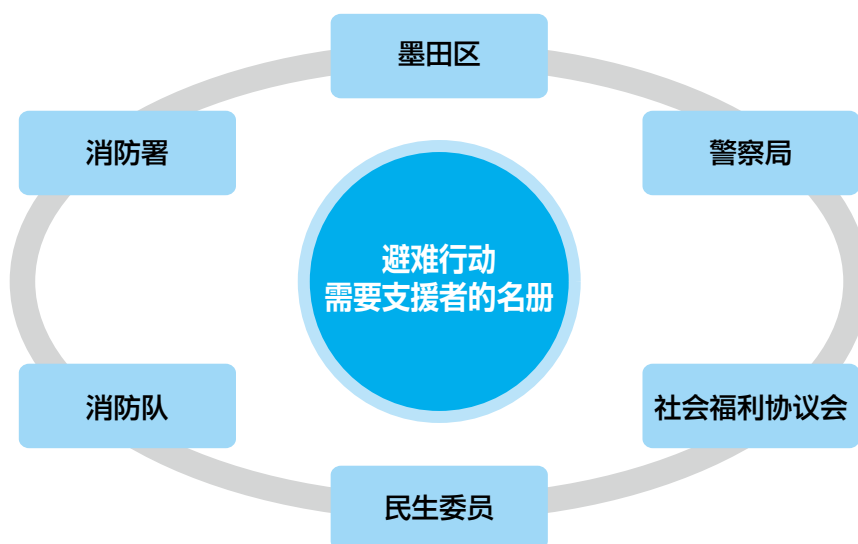 墨田区
消防署
警察局
避难行动
需要支援者的名册
消防队
社会福利协议会
民生委员